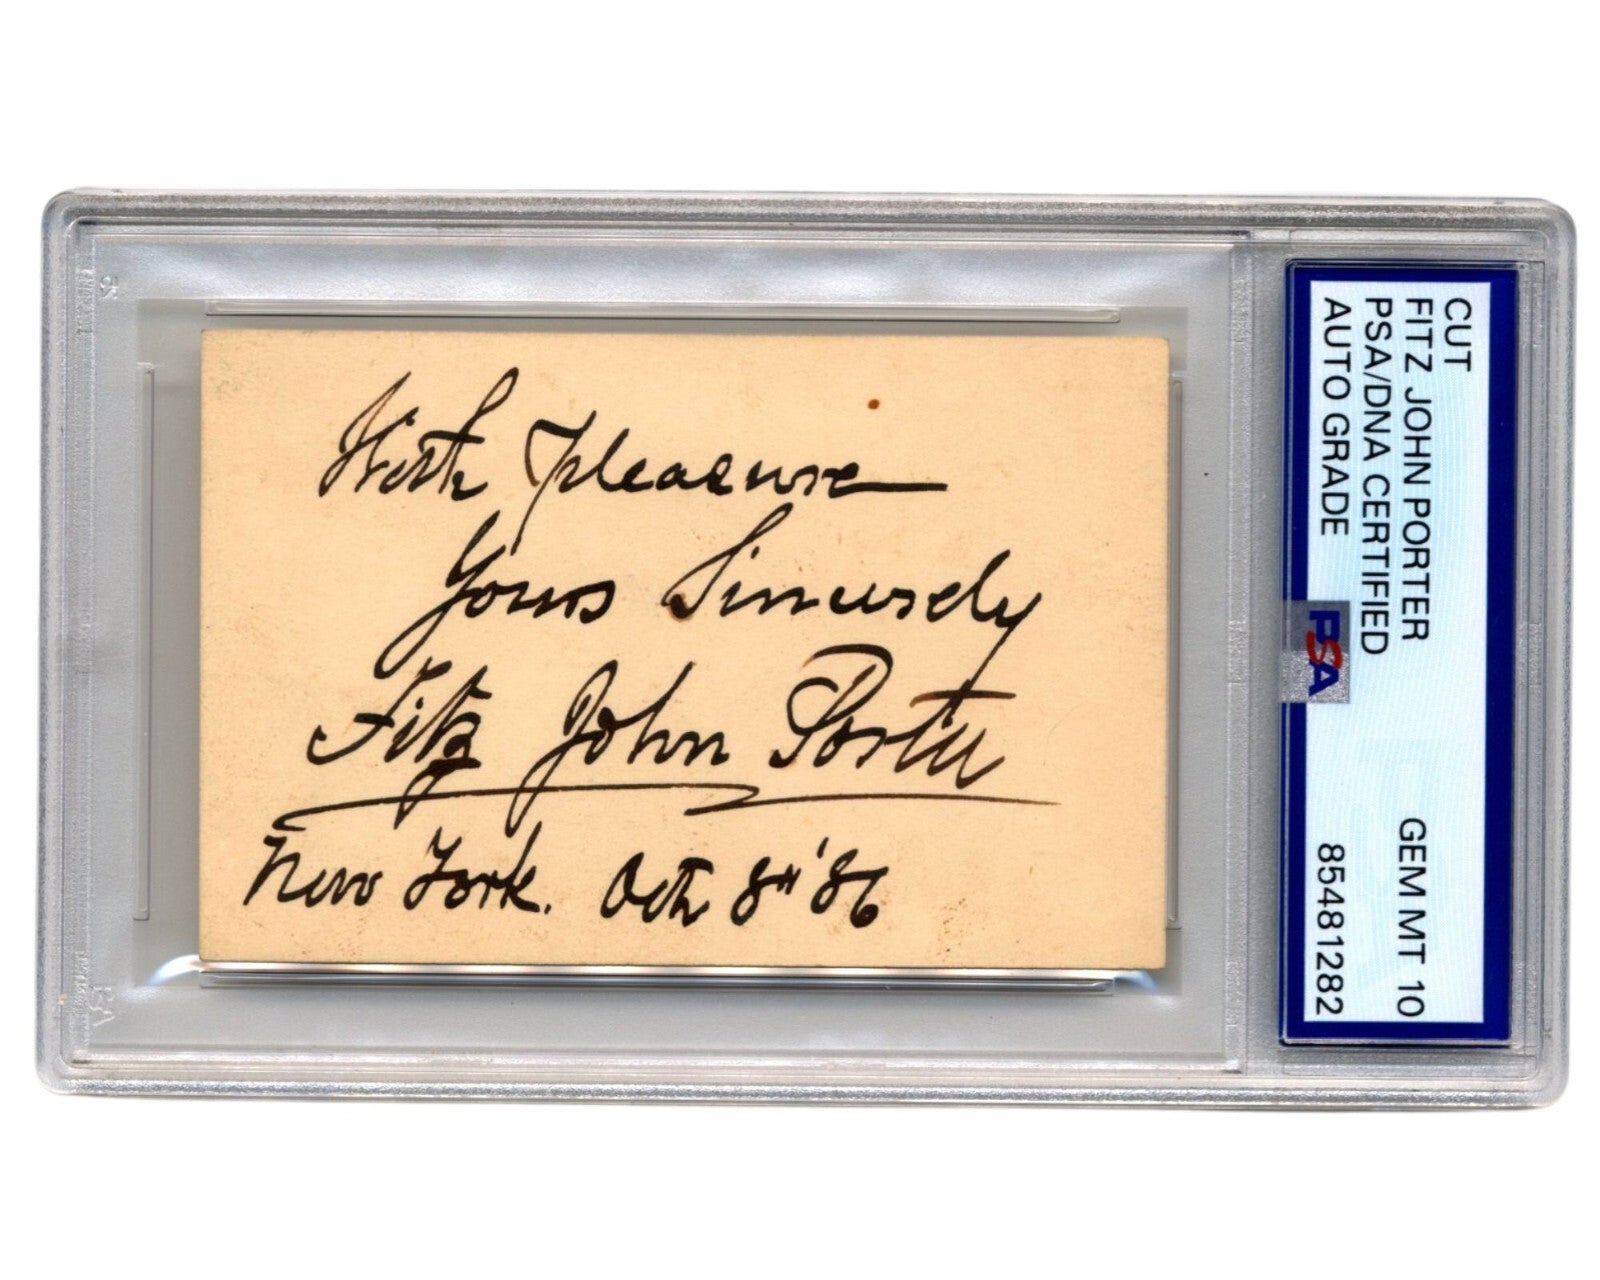 With Pleasure
Yours Sincerely
Fitz John Porter
New York. Oct 8th '86
CUT
FITZ JOHN PORTER
PSA/DNA CERTIFIED
AUTO GRADE
GEM MT 10
85481282
PSA
PSA